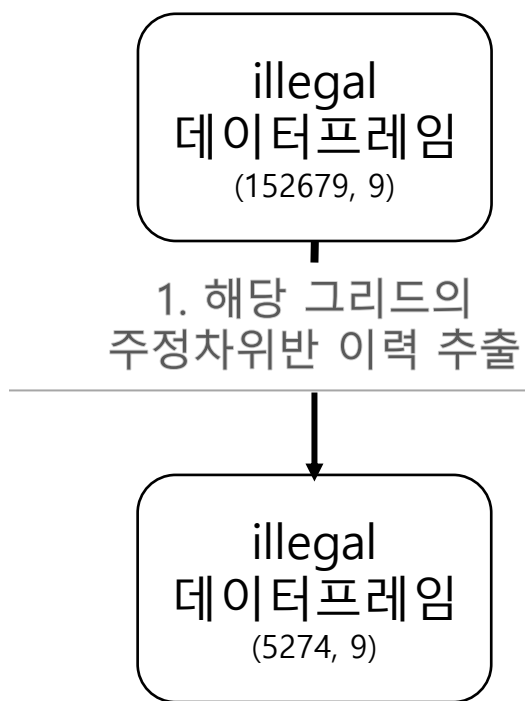 illegal
데이터프레임
(152679, 9)
1. 해당 그리드의
주정차위반 이력 추출
illegal
데이터프레임
(5274, 9)